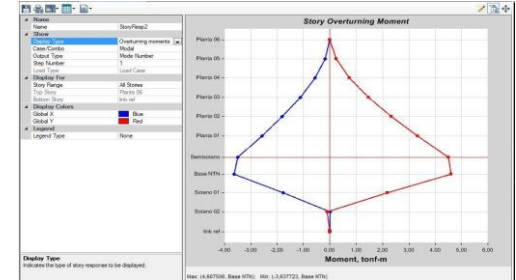 Name
Name StoryResp2
Show
Display Type Overturning moments
Case/Combo Modal
Output Type Mode Number
Step Number 1
Load Type Load Case
Display For
Story Range All Stories
Top Story Planta 06
Bottom Story Ink ref
Display Colors
Global X Blue
Global Y Red
Legend
Legend Type None
Display Type
Indicates the type of story response to be displayed.
Story Overturning Moment
Planta 06
Planta 05
Planta 04
Planta 03
Planta 02
Planta 01
Semisotano
Base NTN
Sotano 01
Sotano 02
Ink ref
-4,00 -3,00 -2,00 -1,00 0,00 1,00 2,00 3,00 4,00 5,00 6,00
Moment, tonf-m
Max: (4,607596, Base NTN); Min: (-3,637723, Base NTN)